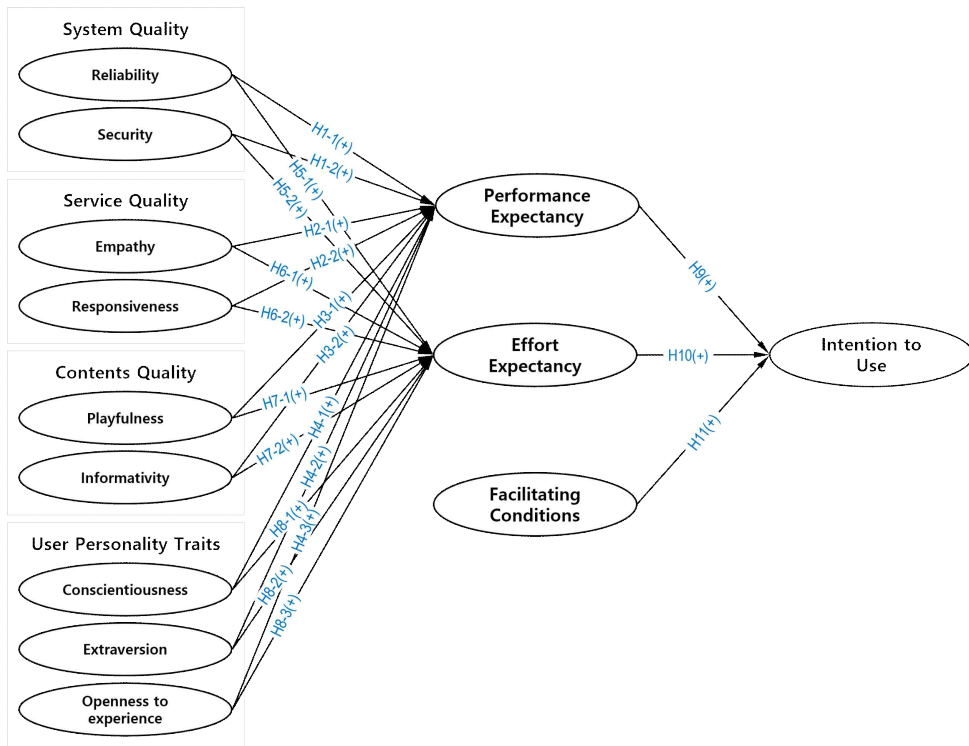 System Quality
Reliability
Security
Service Quality
Empathy
Responsiveness
Contents Quality
Playfulness
Informativity
User Personality Traits
Conscientiousness
Extraversion
Openness to
experience
H1-1(+)
H1-2(+)
H5-1(+)
H5-2(+)
H2-1(+)
H2-2(+)
H6-1(+)
H6-2(+)
H3-1(+)
H3-2(+)
H7-1(+)
H7-2(+)
H4-1(+)
H4-2(+)
H4-3(+)
H8-1(+)
H8-2(+)
H8-3(+)
Performance
Expectancy
Effort
Expectancy
Facilitating
Conditions
H9(+)
H10(+)
H11(+)
Intention to
Use